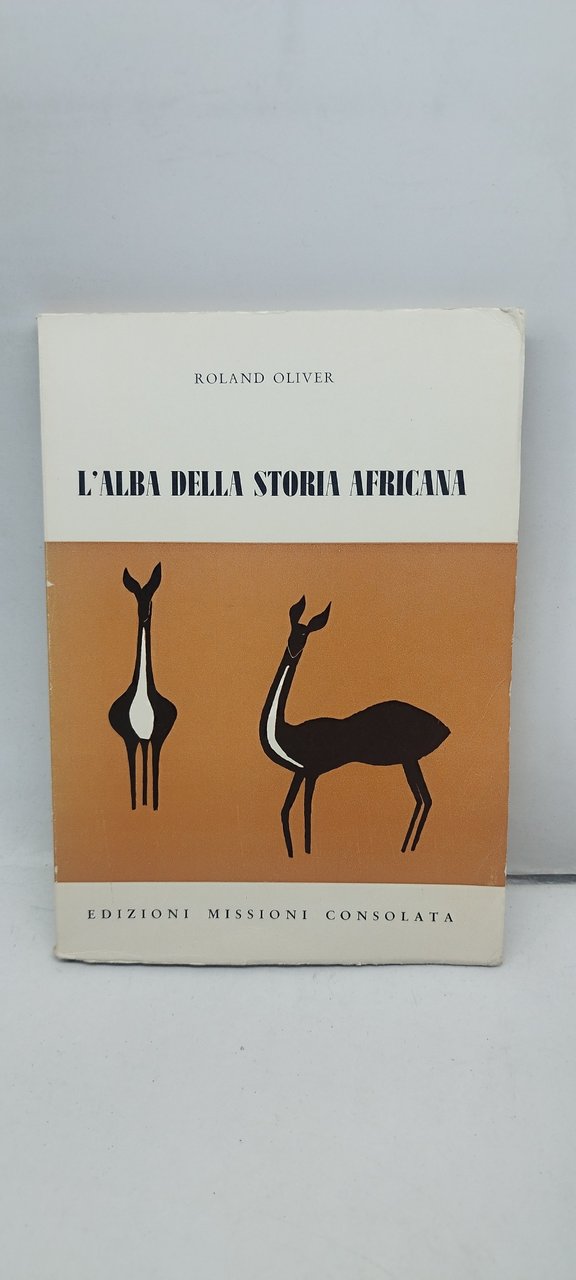 ROLAND OLIVER
L'ALBA DELLA STORIA AFRICANA
EDIZIONI MISSIONI CONSOLATA